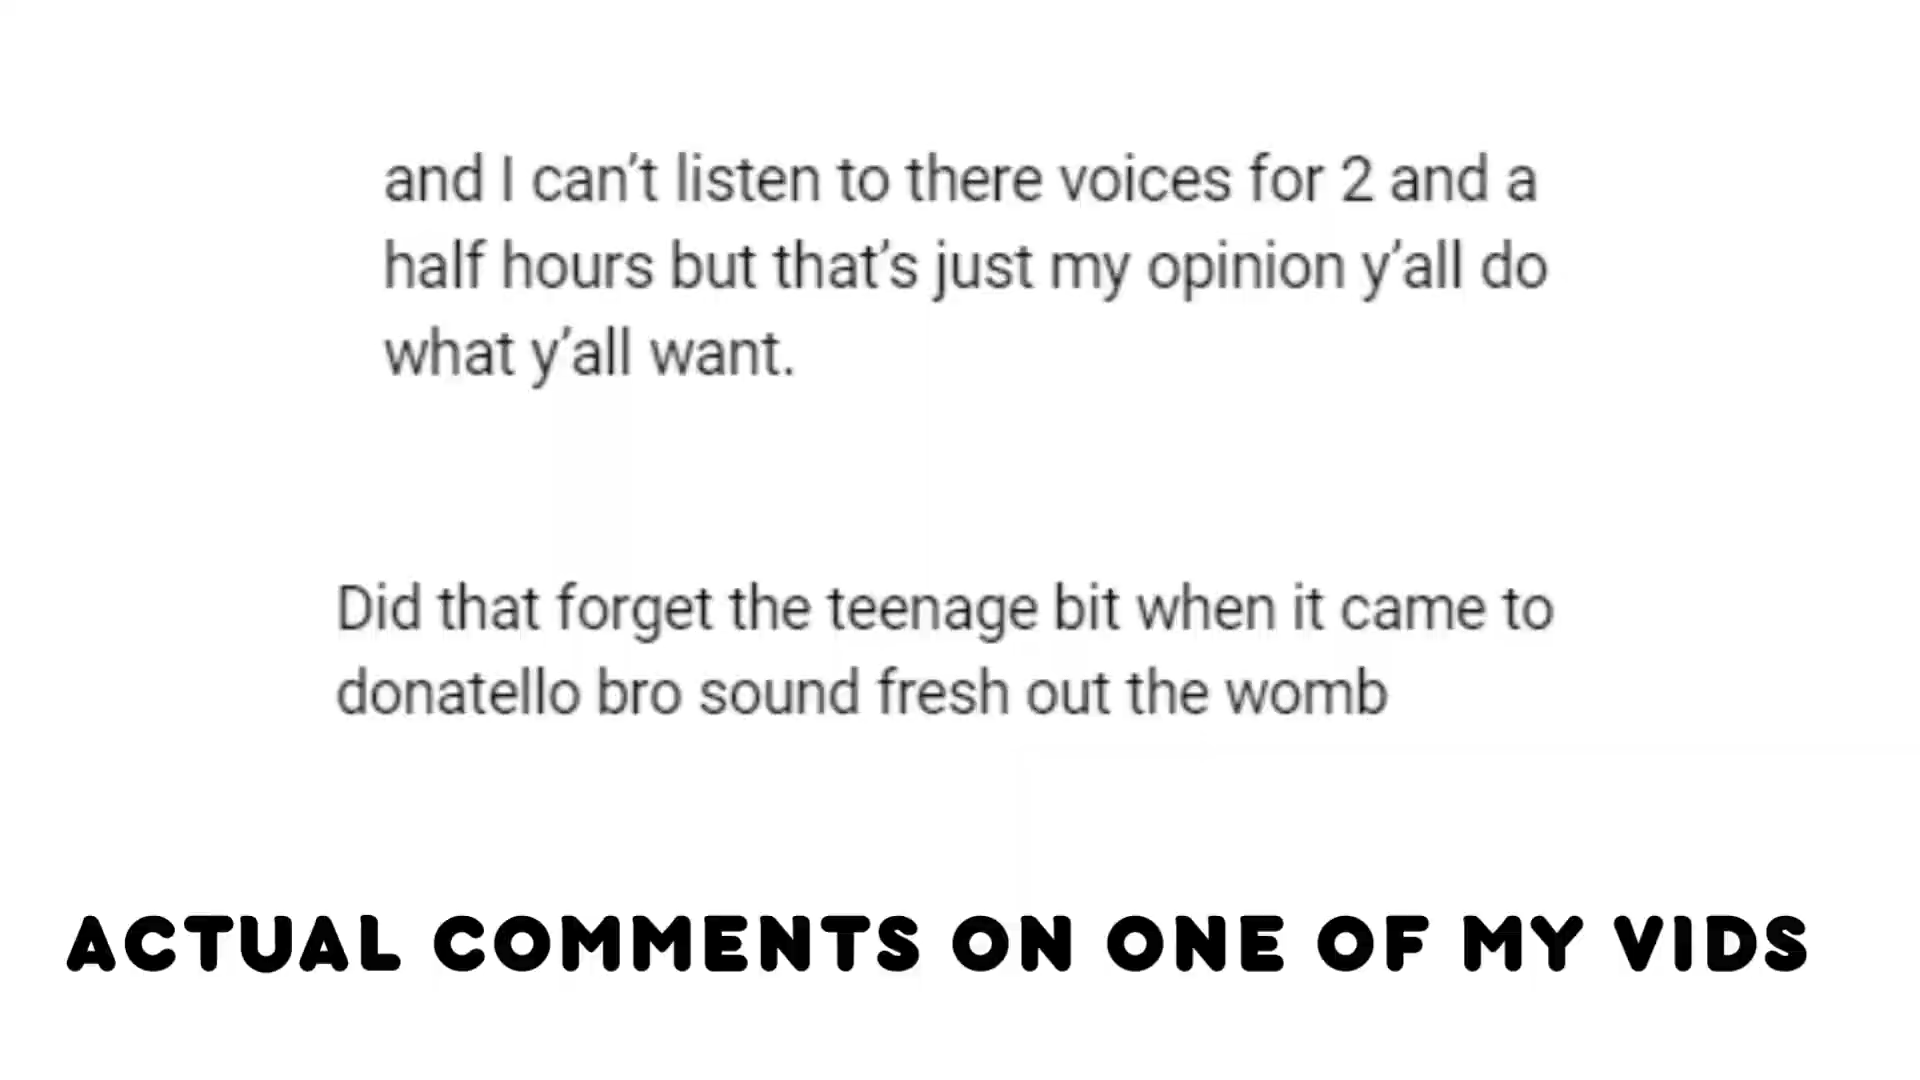 and I can’t listen to there voices for 2 and a
half hours but that’s just my opinion y’all do
what y’all want.
Did that forget the teenage bit when it came to
donatello bro sound fresh out the womb
ACTUAL COMMENTS ON ONE OF MY VIDS